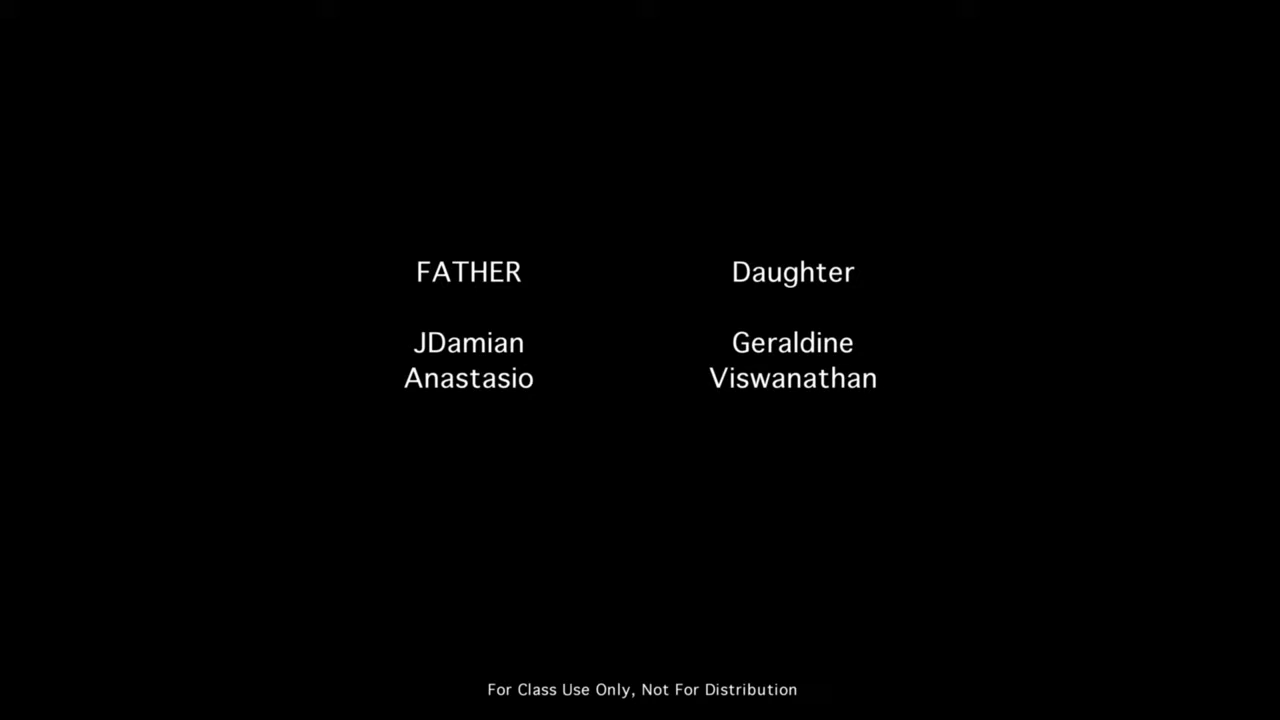 FATHER
Daughter
JDamian
Anastasio
Geraldine
Viswanathan
For Class Use Only, Not For Distribution